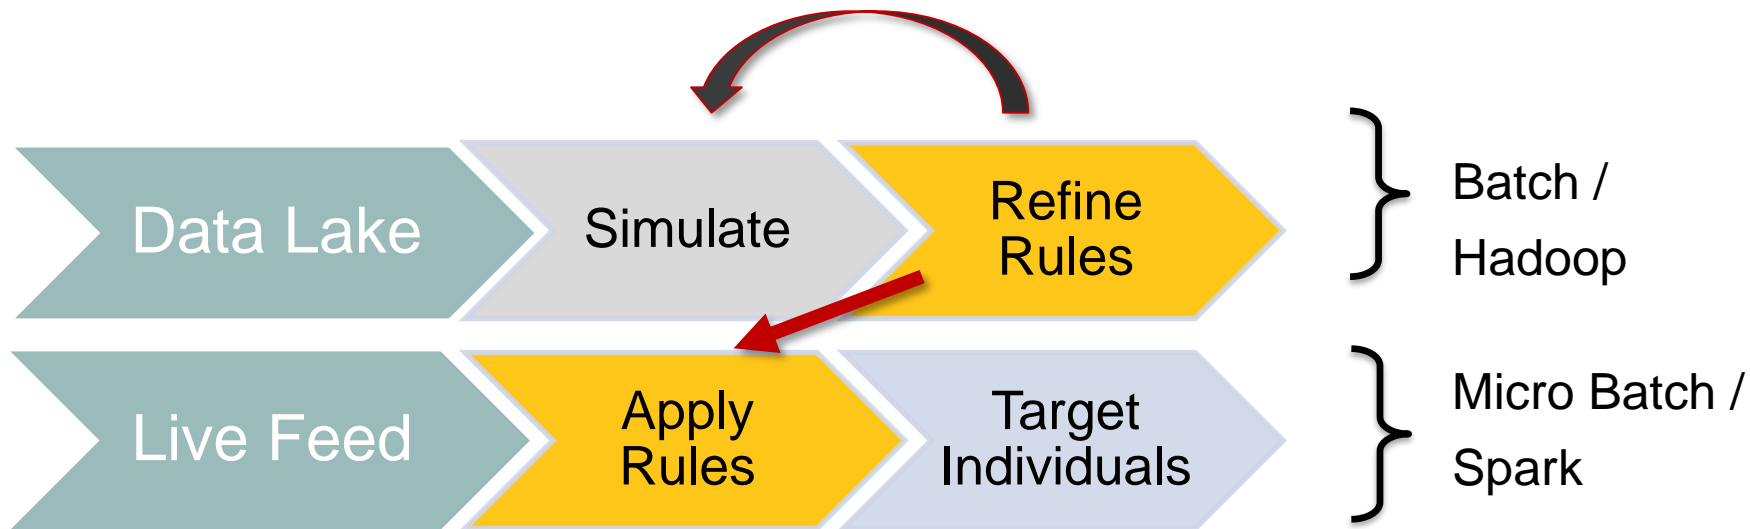 Data Lake
Simulate
Refine
Rules
Batch /
Hadoop
Live Feed
Apply
Rules
Target
Individuals
Micro Batch /
Spark